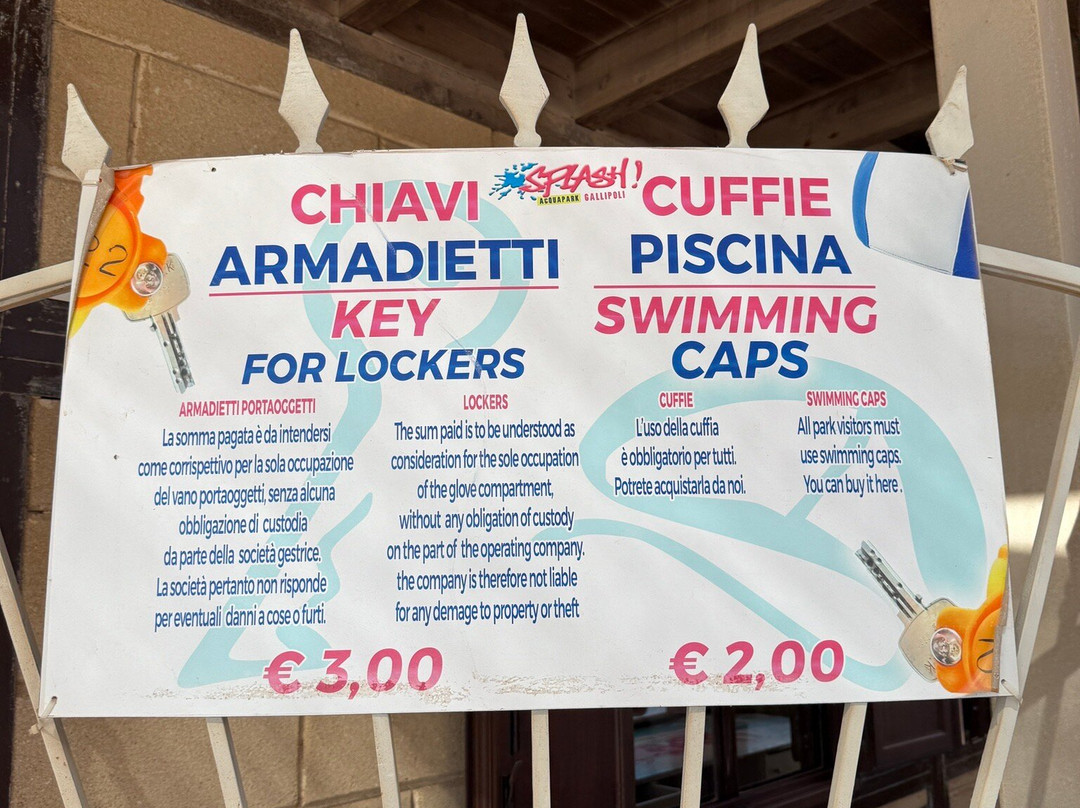 SPLASH!
ACQUAPARK GALLIPOLI
CHIAVI
ARMADIETTI
KEY
FOR LOCKERS
ARMADIETTI PORTAOGGETTI
La somma pagata è da intendersi
come corrispettivo per la sola occupazione
del vano portaoggetti, senza alcuna
obbligazione di custodia
da parte della società gestrice.
La società pertanto non risponde
per eventuali danni a cose o furti.
LOCKERS
The sum paid is to be understood as
consideration for the sole occupation
of the glove compartment,
without any obligation of custody
on the part of the operating company.
the company is therefore not liable
for any demage to property or theft
€ 3,00
CUFFIE
PISCINA
SWIMMING
CAPS
CUFFIE
L'uso della cuffia
è obbligatorio per tutti.
Potrete acquistarla da noi.
SWIMMING CAPS
All park visitors must
use swimming caps.
You can buy it here .
€ 2,00